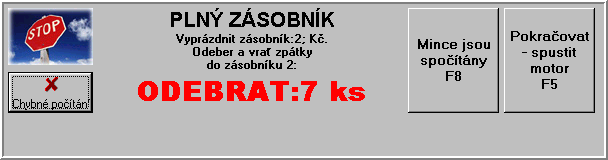 STOP
Chybné počítání
PLNÝ ZÁSOBNÍK
Vyprázdnit zásobník:2; Kč.
Odeber a vrať zpátky
do zásobníku 2:
ODEBRAT:7 ks
Mince jsou
spočítány
F8
Pokračovat
- spustit
motor
F5